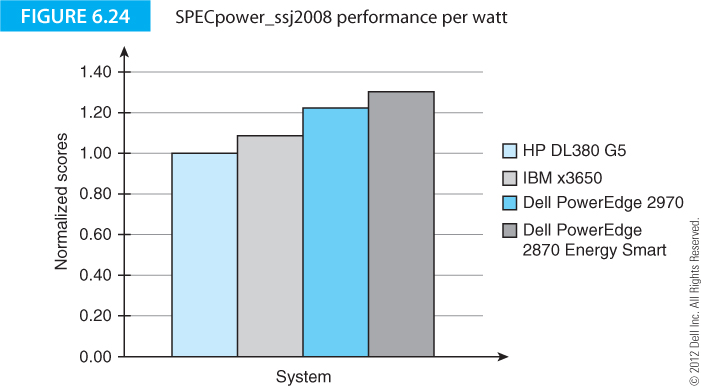 FIGURE 6.24
SPECpower_ssj2008 performance per watt
Normalized scores
1.40
1.20
1.00
0.80
0.60
0.40
0.20
0.00
System
HP DL380 G5
IBM x3650
Dell PowerEdge 2970
Dell PowerEdge
2870 Energy Smart
© 2012 Dell Inc. All Rights Reserved.